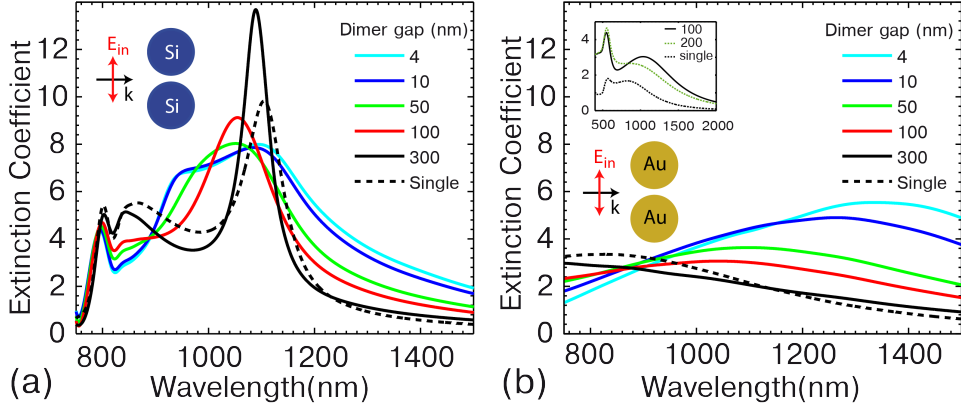 Extinction Coefficient
0
2
4
6
8
10
12
E_in
k
Si
Si
Dimer gap (nm)
4
10
50
100
300
Single
800 1000 1200 1400
(a) Wavelength(nm)
Extinction Coefficient
0
2
4
6
8
10
12
4
2
0
100
200
single
500 1000 1500 2000
E_in
k
Au
Au
Dimer gap (nm)
4
10
50
100
300
Single
800 1000 1200 1400
(b) Wavelength(nm)